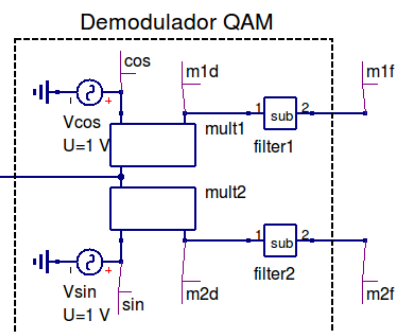 Demodulador QAM
cos
m1d
m1f
Vcos
U=1 V
mult1
1
sub
2
filter1
mult2
1
sub
2
filter2
Vsin
U=1 V
sin
m2d
m2f